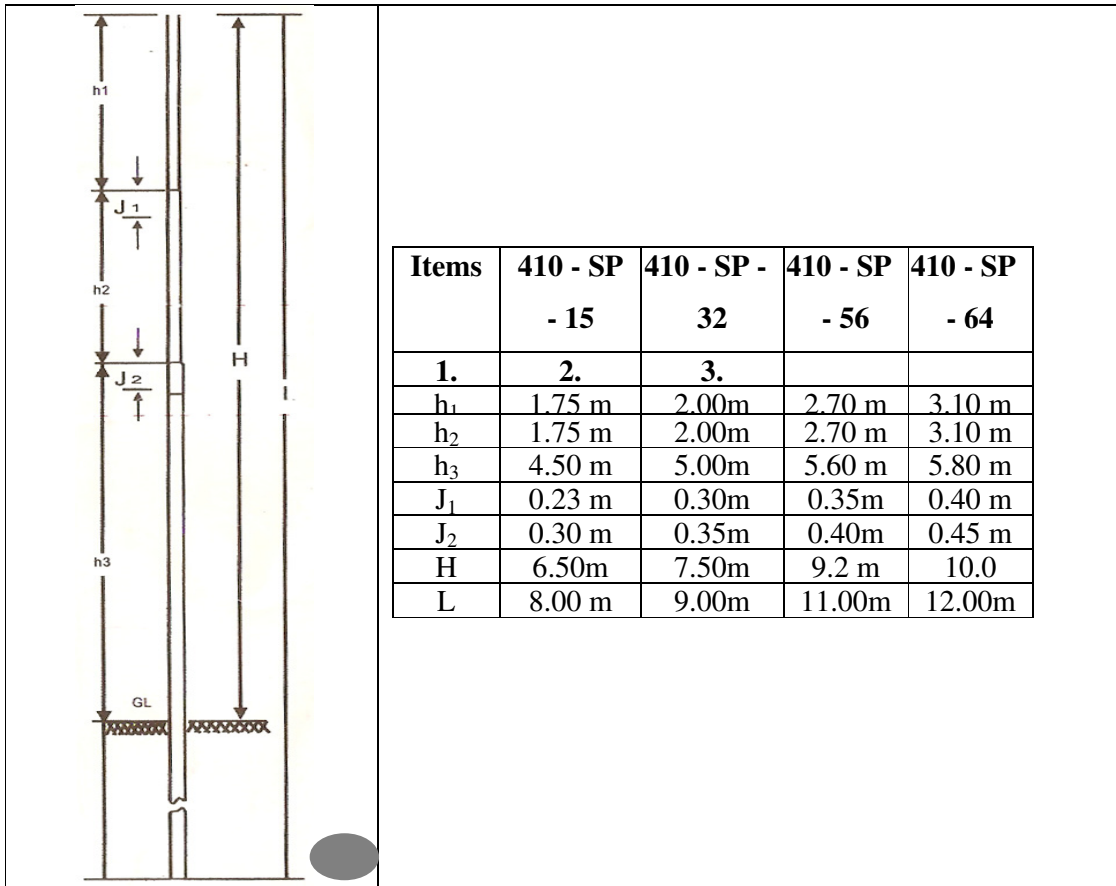 h1
J 1
h2
J 2
H
L
h3
GL
Items 410 - SP - 15 410 - SP - 32 410 - SP - 56 410 - SP - 64
1. 2. 3.
h₁ 1.75 m 2.00m 2.70 m 3.10 m
h₂ 1.75 m 2.00m 2.70 m 3.10 m
h₃ 4.50 m 5.00m 5.60 m 5.80 m
J₁ 0.23 m 0.30m 0.35m 0.40 m
J₂ 0.30 m 0.35m 0.40m 0.45 m
H 6.50m 7.50m 9.2 m 10.0
L 8.00 m 9.00m 11.00m 12.00m